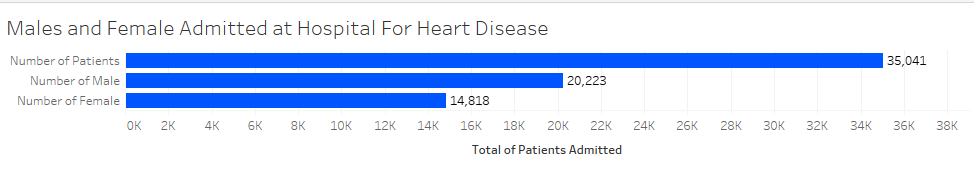 Males and Female Admitted at Hospital For Heart Disease
Number of Patients 35,041
Number of Male 20,223
Number of Female 14,818
0K 2K 4K 6K 8K 10K 12K 14K 16K 18K 20K 22K 24K 26K 28K 30K 32K 34K 36K 38K
Total of Patients Admitted